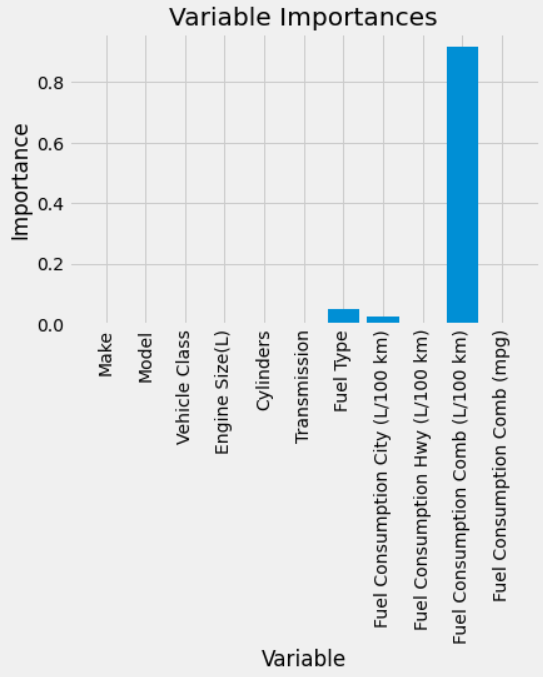 Variable Importances
Importance
0.8
0.6
0.4
0.2
0.0
Make
Model
Vehicle Class
Engine Size(L)
Cylinders
Transmission
Fuel Type
Fuel Consumption City (L/100 km)
Fuel Consumption Hwy (L/100 km)
Fuel Consumption Comb (L/100 km)
Fuel Consumption Comb (mpg)
Variable